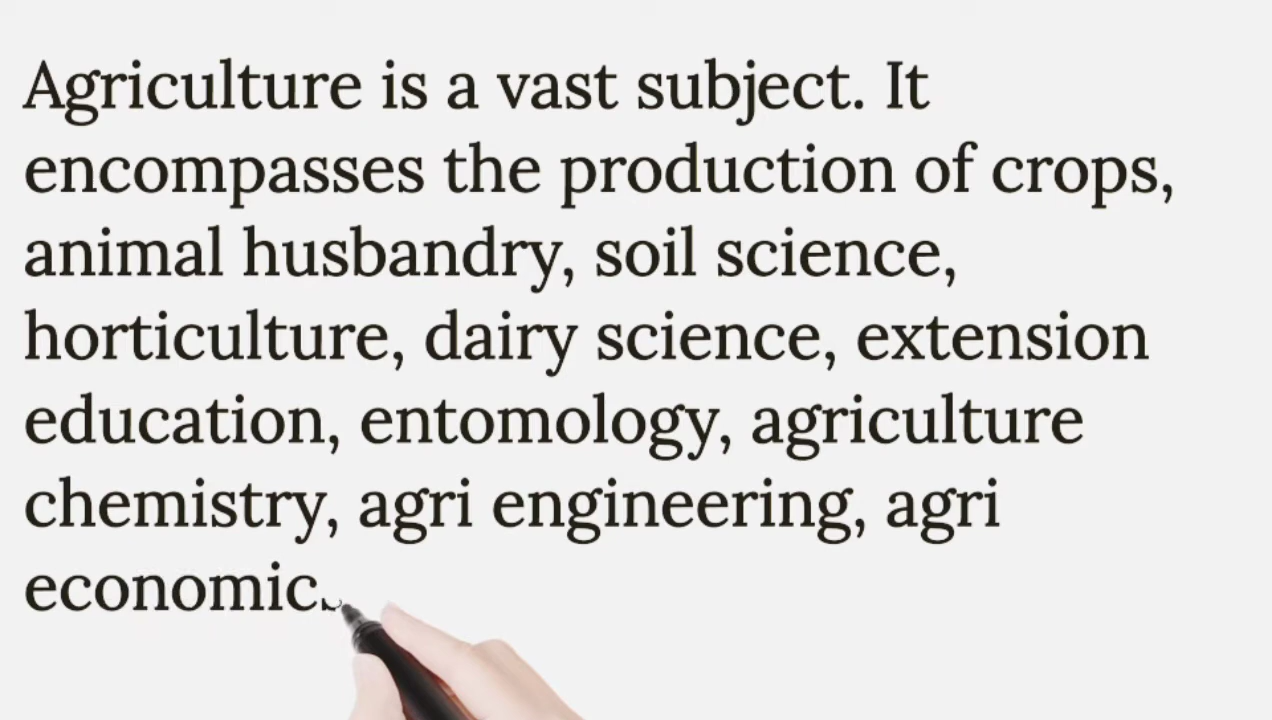 Agriculture is a vast subject. It
encompasses the production of crops,
animal husbandry, soil science,
horticulture, dairy science, extension
education, entomology, agriculture
chemistry, agri engineering, agri
economics